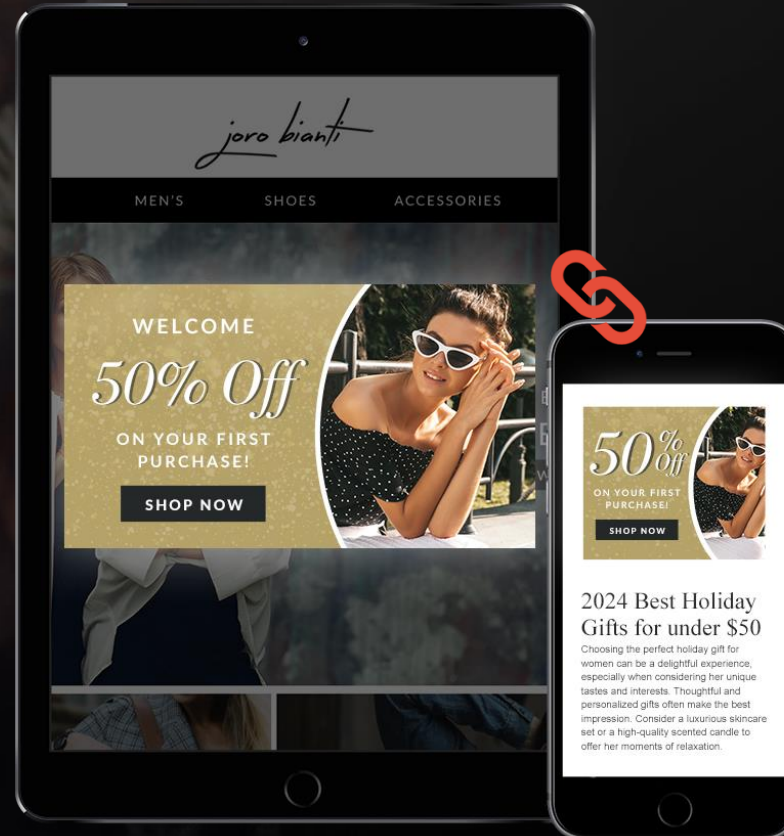 joro bianti
MEN'S SHOES ACCESSORIES
WELCOME
50% Off
ON YOUR FIRST
PURCHASE!
SHOP NOW
50% Off
ON YOUR FIRST
PURCHASE!
SHOP NOW
2024 Best Holiday
Gifts for under $50
Choosing the perfect holiday gift for
women can be a delightful experience,
especially when considering her unique
tastes and interests. Thoughtful and
personalized gifts often make the best
impression. Consider a luxurious skincare
set or a high-quality scented candle to
offer her moments of relaxation.